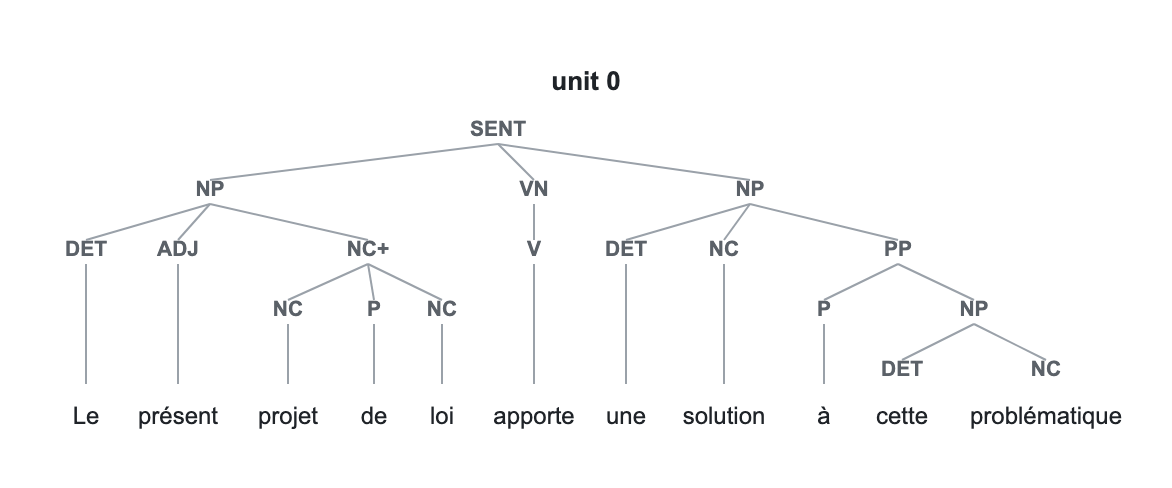 unit 0
SENT
NP VN NP
DET ADJ NC+ V DET NC PP
NC P NC P NP
DET NC
Le présent projet de loi apporte une solution à cette problématique